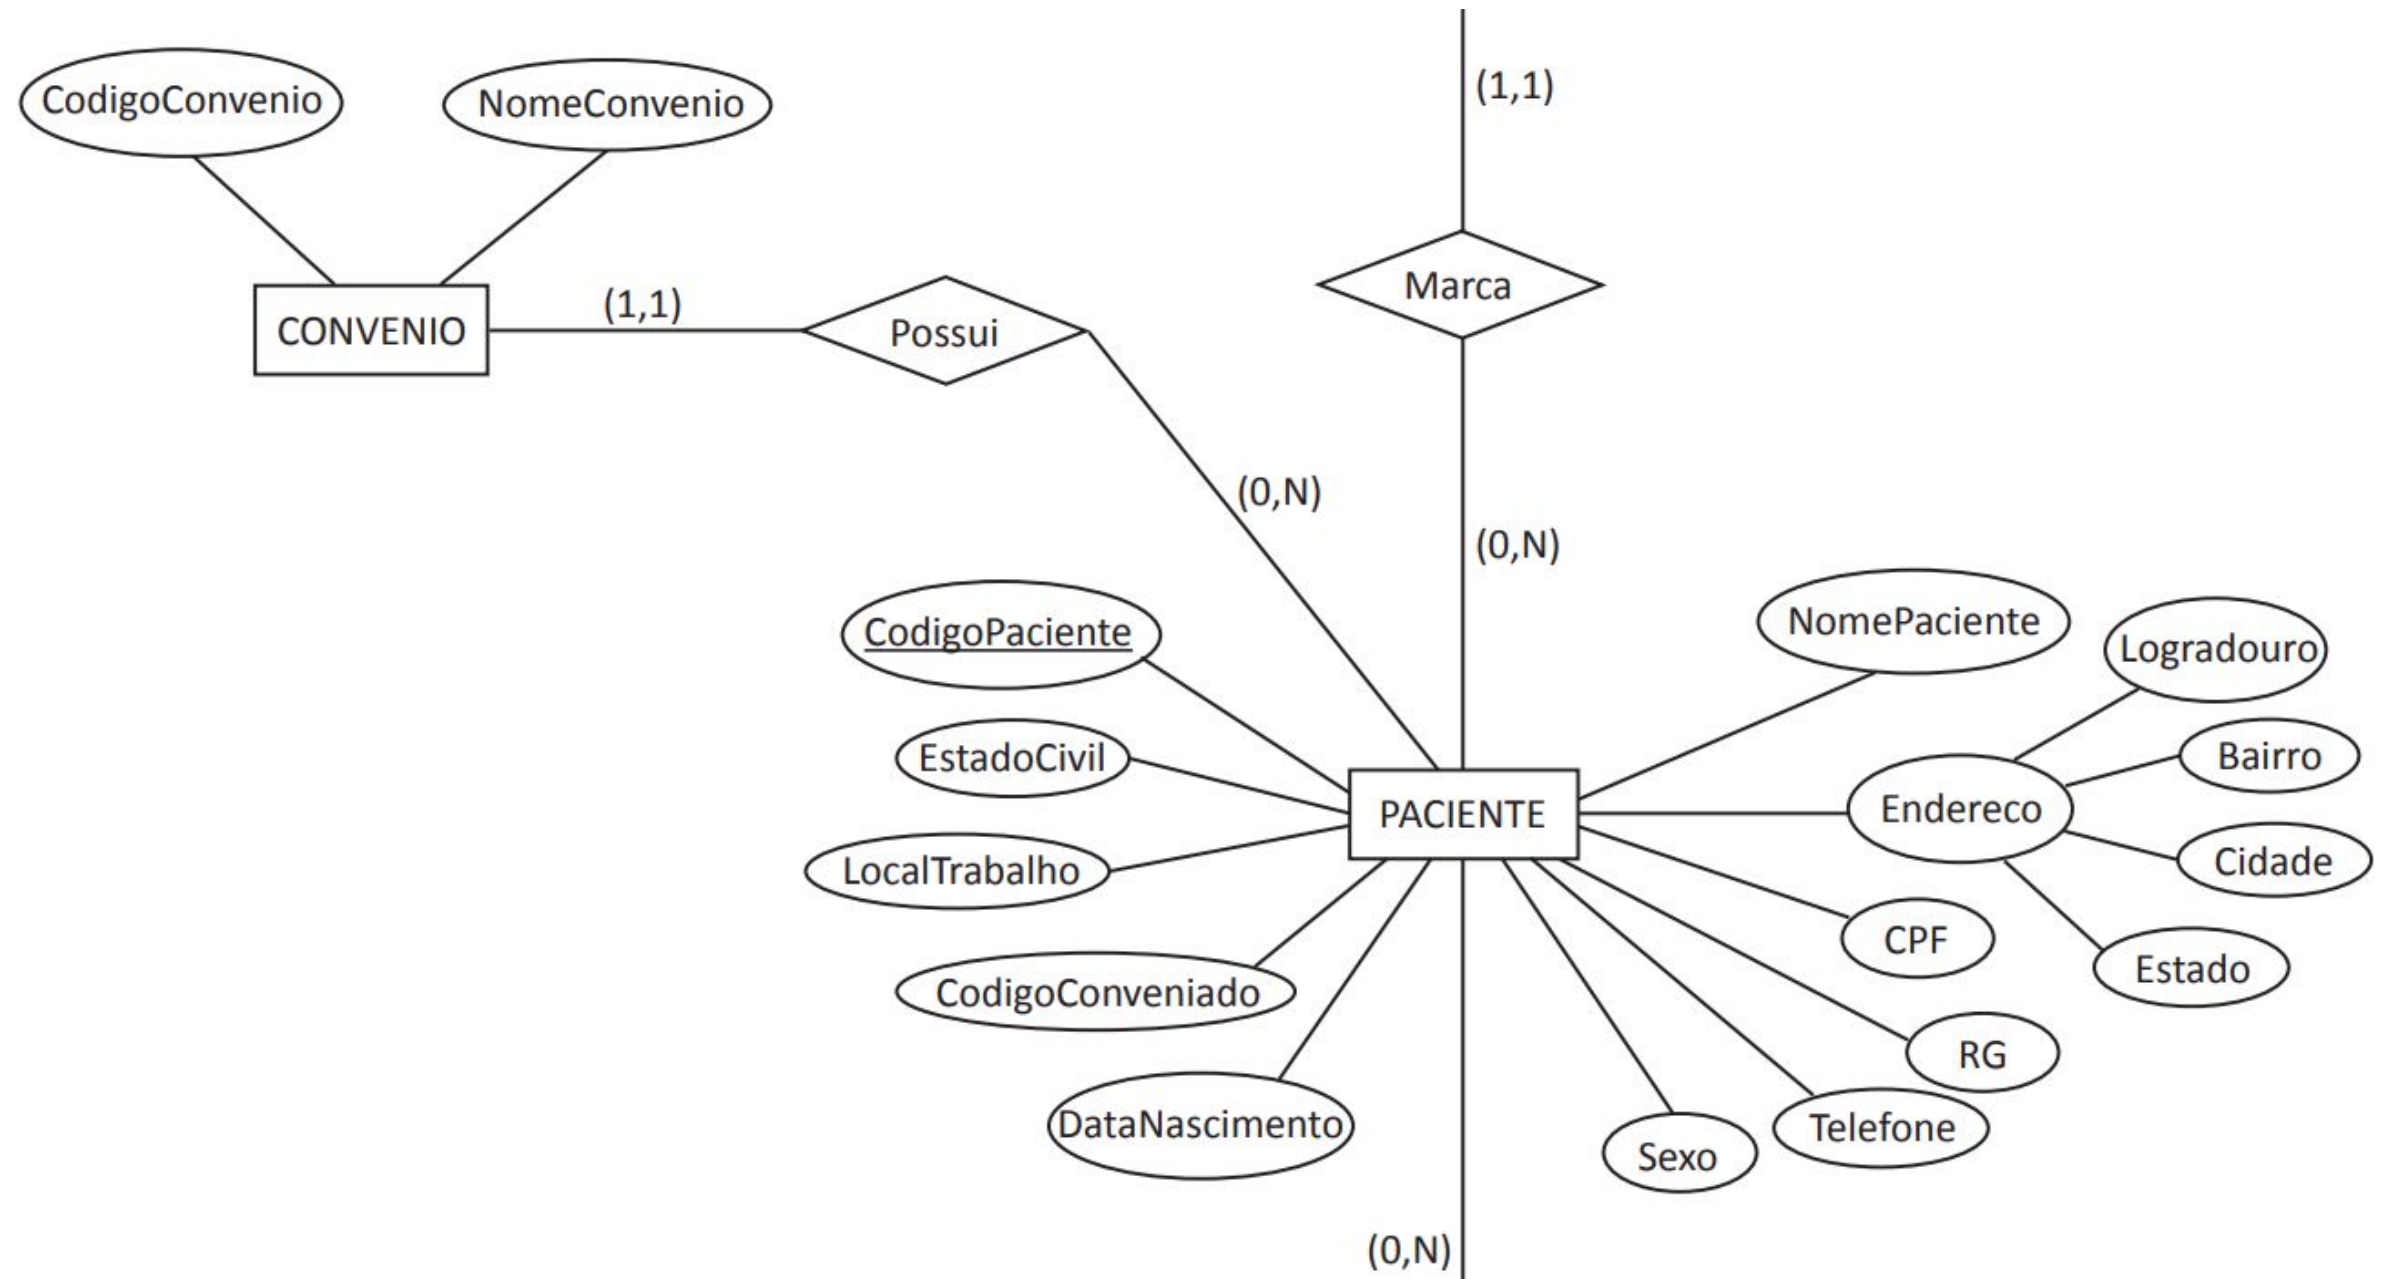 (1,1)
CodigoConvenio
NomeConvenio
Marca
(1,1)
CONVENIO
Possui
(0,N)
(0,N)
NomePaciente
CodigoPaciente
Logradouro
EstadoCivil
Bairro
PACIENTE
Endereco
LocalTrabalho
Cidade
CPF
Estado
CodigoConveniado
RG
DataNascimento
Telefone
Sexo
(0,N)